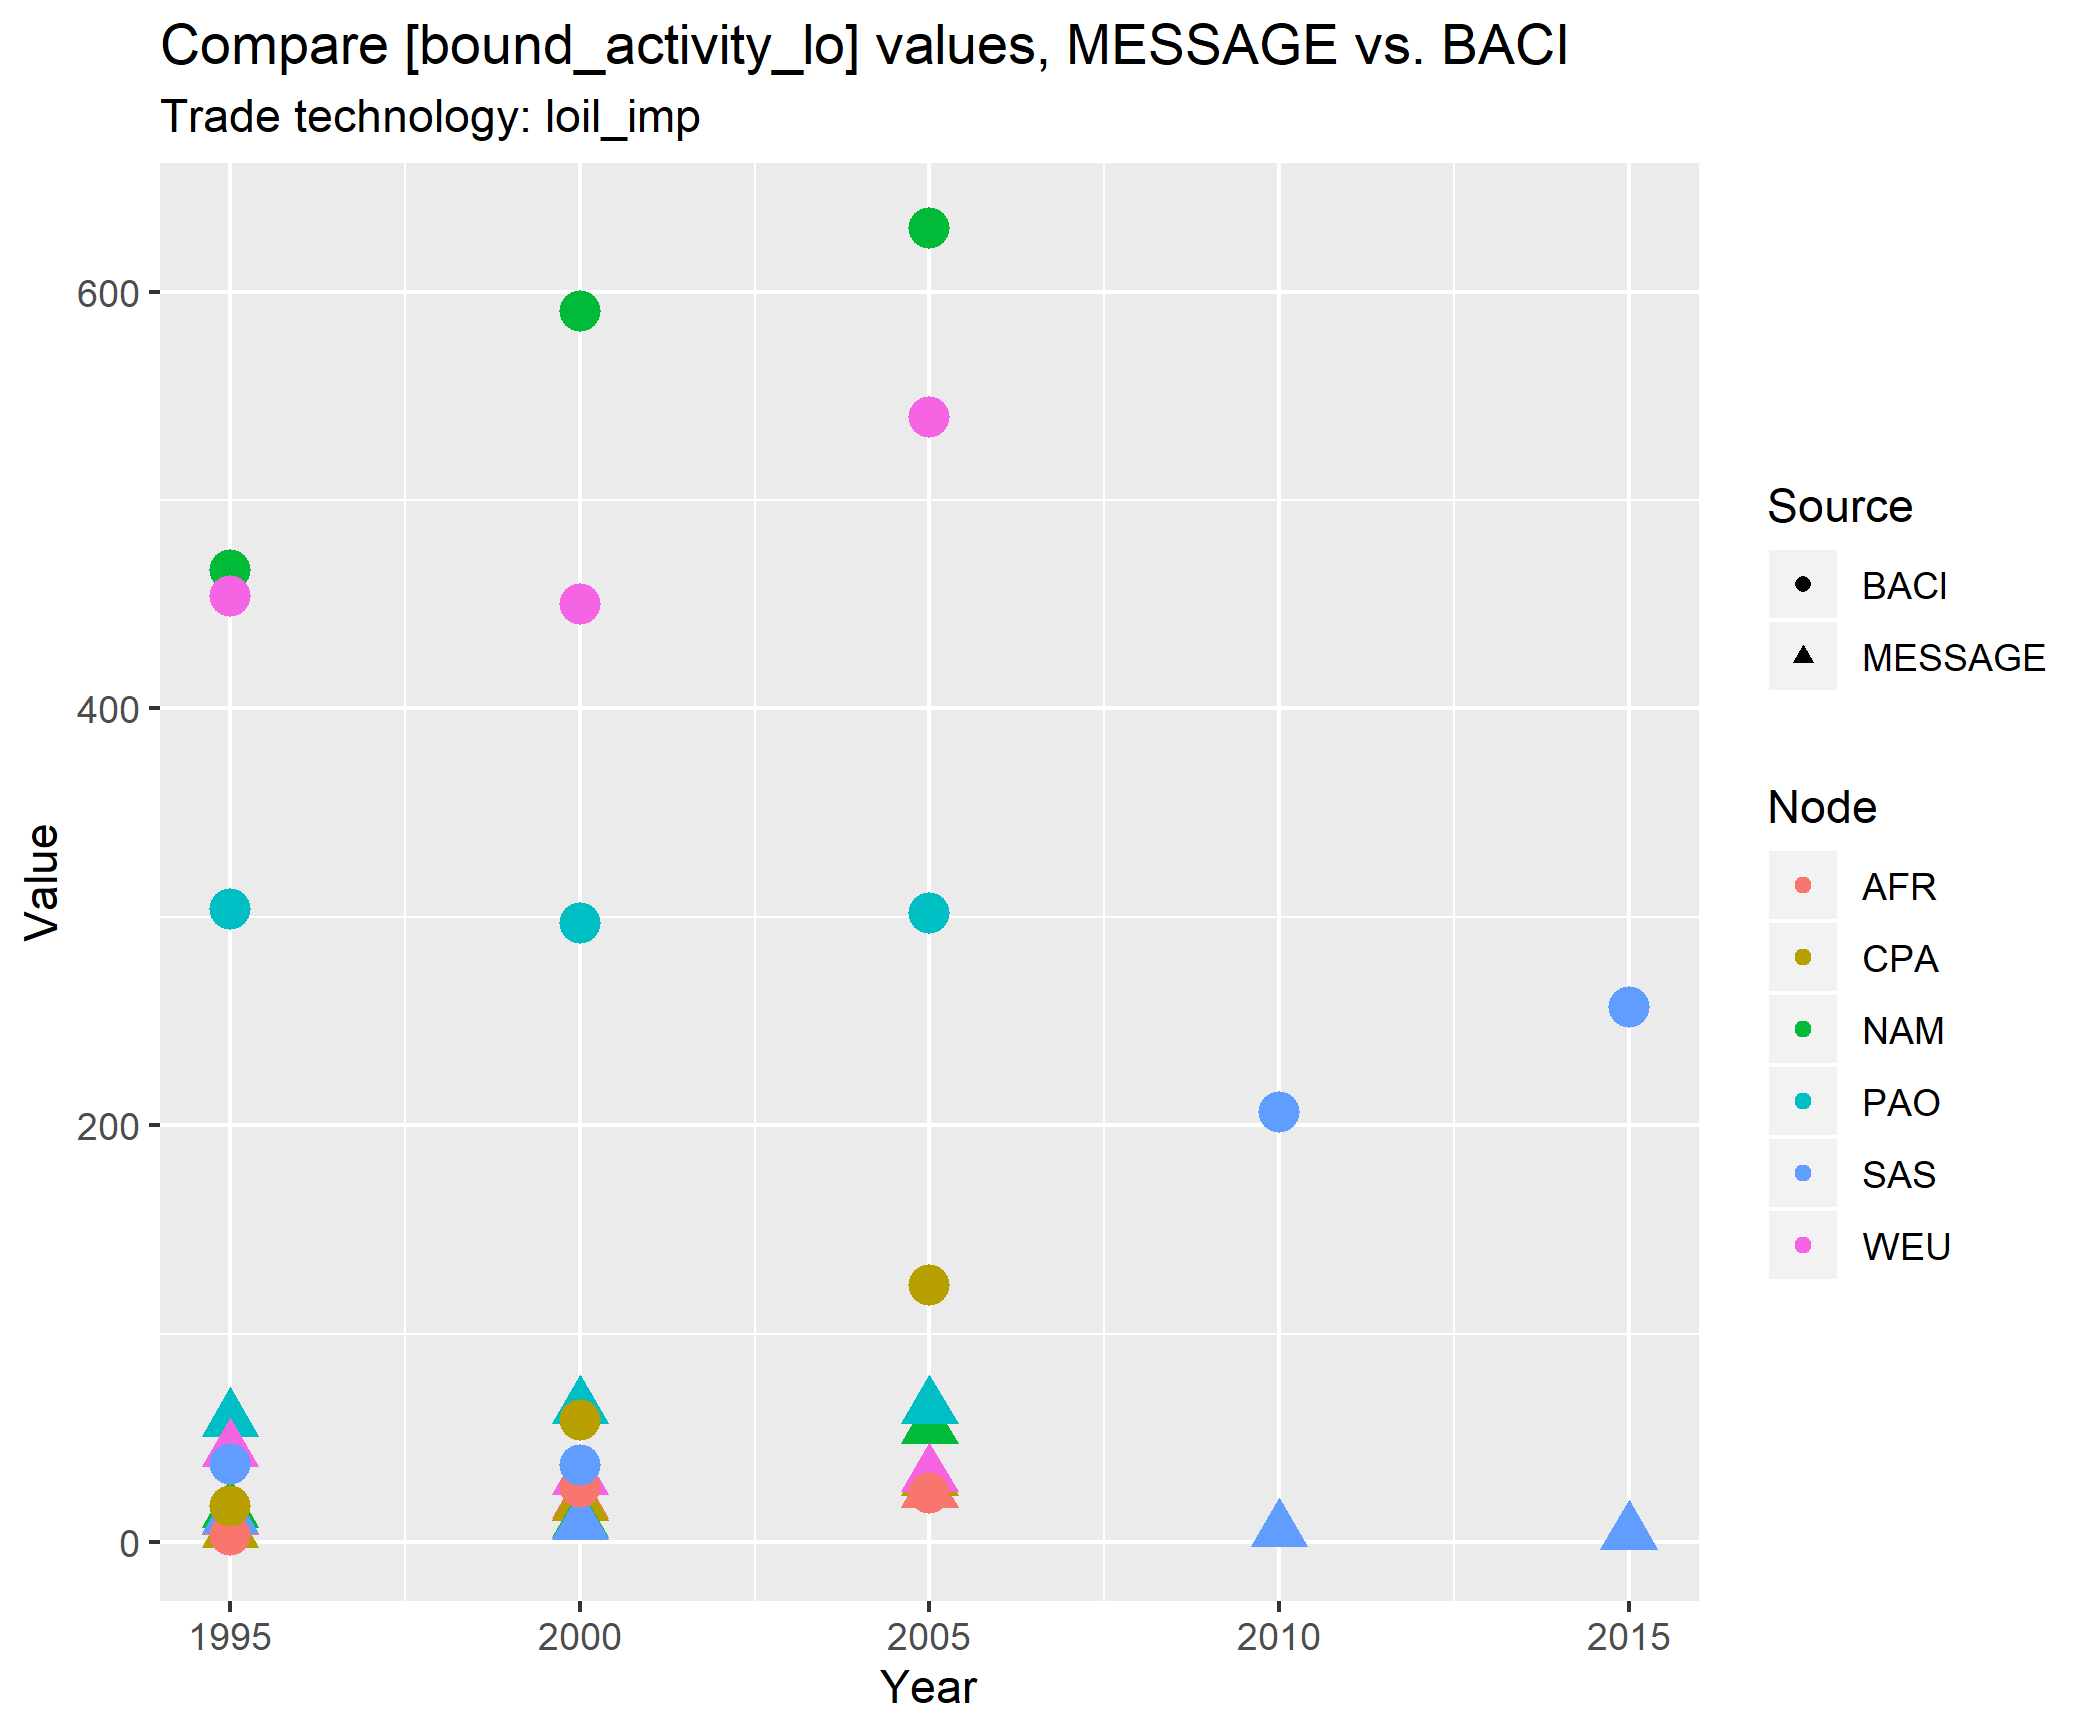 Compare [bound_activity_lo] values, MESSAGE vs. BACI
Trade technology: loil_imp
Value
600
400
200
0
1995
2000
2005
2010
2015
Year
Source
BACI
MESSAGE
Node
AFR
CPA
NAM
PAO
SAS
WEU